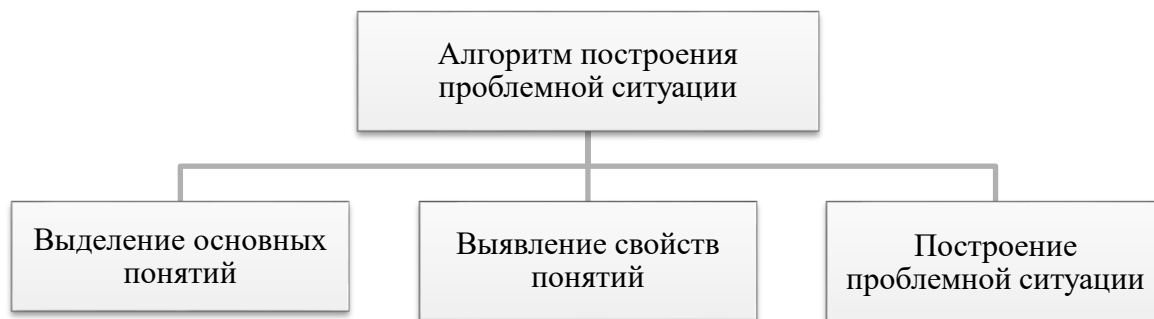 Алгоритм построения
проблемной ситуации
Выделение основных
понятий
Выявление свойств
понятий
Построение
проблемной ситуации